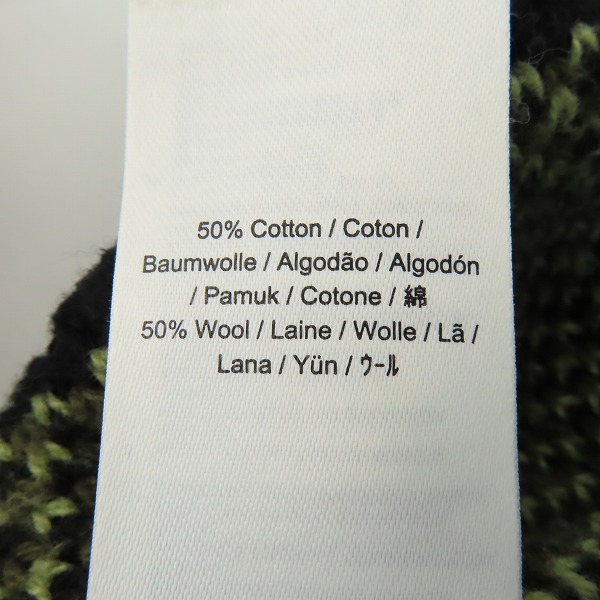 50% Cotton / Coton /
Baumwolle / Algodão / Algodón
/ Pamuk / Cotone / 綿
50% Wool / Laine / Wolle / Lã /
Lana / Yün / ウール